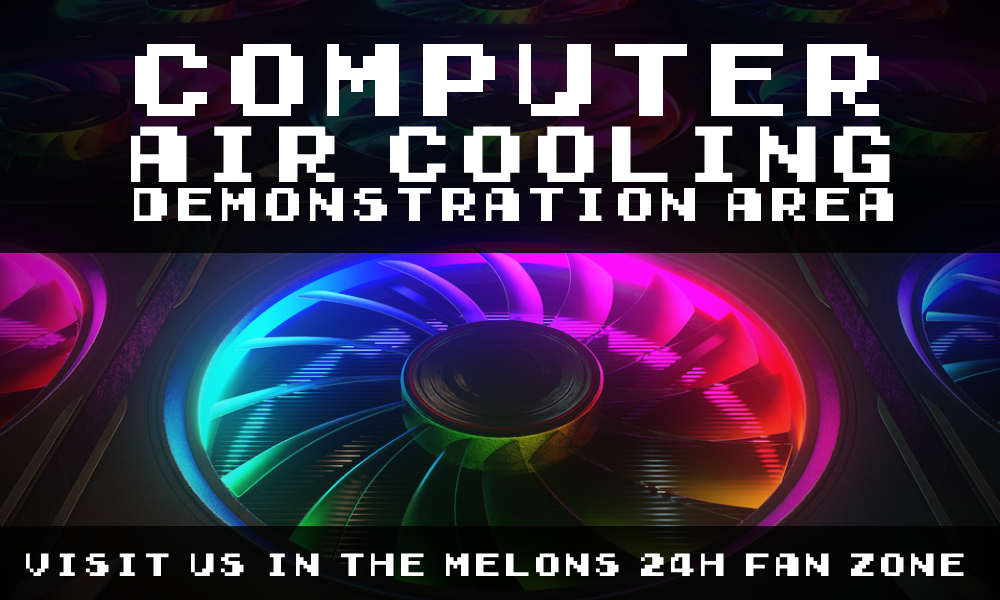 COMPUTER
AIR COOLING
DEMONSTRATION AREA
VISIT US IN THE MELONS 24H FAN ZONE